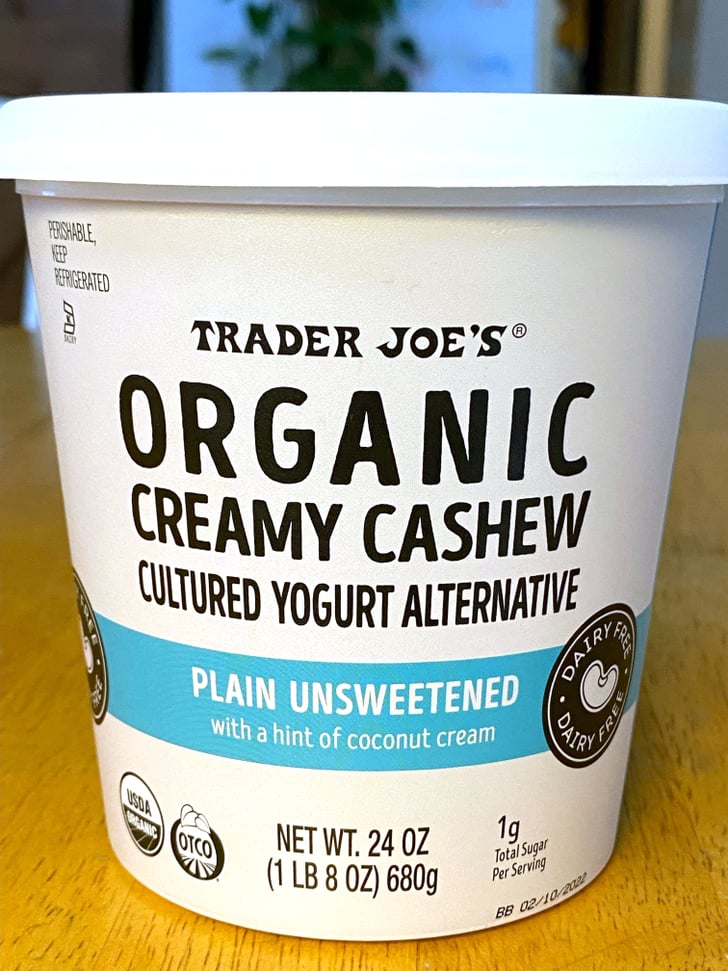 PERISHABLE,
KEEP
REFRIGERATED
DAIRY
TRADER JOE'S®
ORGANIC
CREAMY CASHEW
CULTURED YOGURT ALTERNATIVE
PLAIN UNSWEETENED
with a hint of coconut cream
DAIRY FREE
DAIRY FREE
USDA
ORGANIC
OTCO
NET WT. 24 OZ
(1 LB 8 OZ) 680g
1g
Total Sugar
Per Serving
BB 02/10/2022